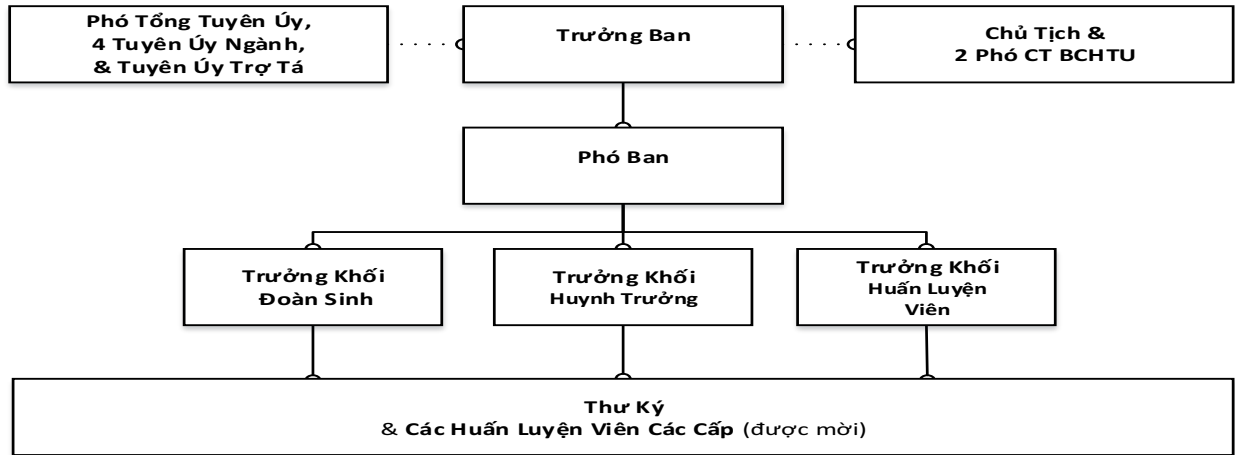 Phó Tổng Tuyên Úy,
4 Tuyên Úy Ngành,
& Tuyên Úy Trợ Tá
Trưởng Ban
Chủ Tịch &
2 Phó CT BCHTU
Phó Ban
Trưởng Khối
Đoàn Sinh
Trưởng Khối
Huynh Trưởng
Trưởng Khối
Huấn Luyện
Viên
Thư Ký
& Các Huấn Luyện Viên Các Cấp (được mời)